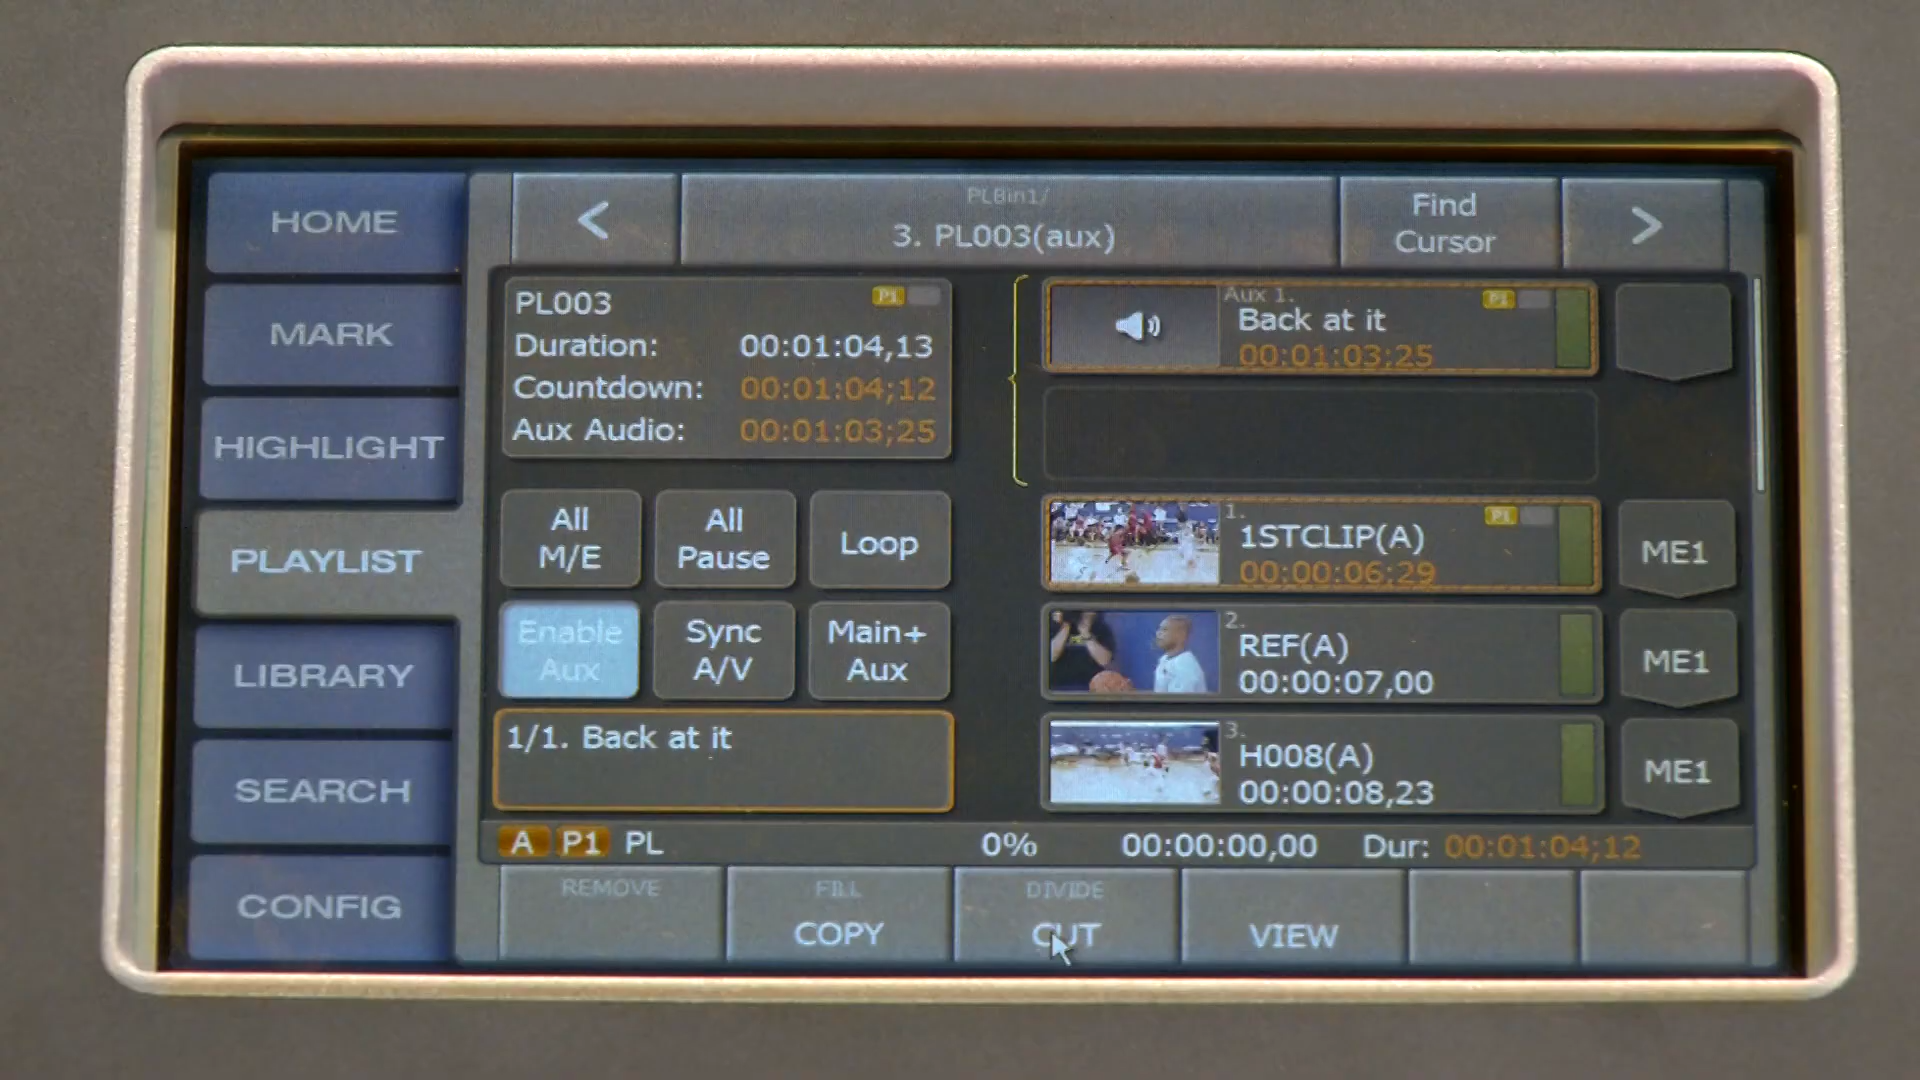 HOME
MARK
HIGHLIGHT
PLAYLIST
LIBRARY
SEARCH
CONFIG
PLBin1/
3. PL003(aux)
Find
Cursor
PL003
P1
Duration: 00:01:04,13
Countdown: 00:01:04;12
Aux Audio: 00:01:03;25
All
M/E
All
Pause
Loop
Enable
Aux
Sync
A/V
Main+
Aux
1/1. Back at it
Aux 1.
P1
Back at it
00:01:03:25
1.
P1
1STCLIP(A)
00;00:06;29
ME1
2.
REF(A)
00:00:07,00
ME1
3.
H008(A)
00:00:08,23
ME1
A P1 PL 0% 00:00:00,00 Dur: 00:01:04;12
REMOVE
FILL
COPY
DIVIDE
CUT
VIEW